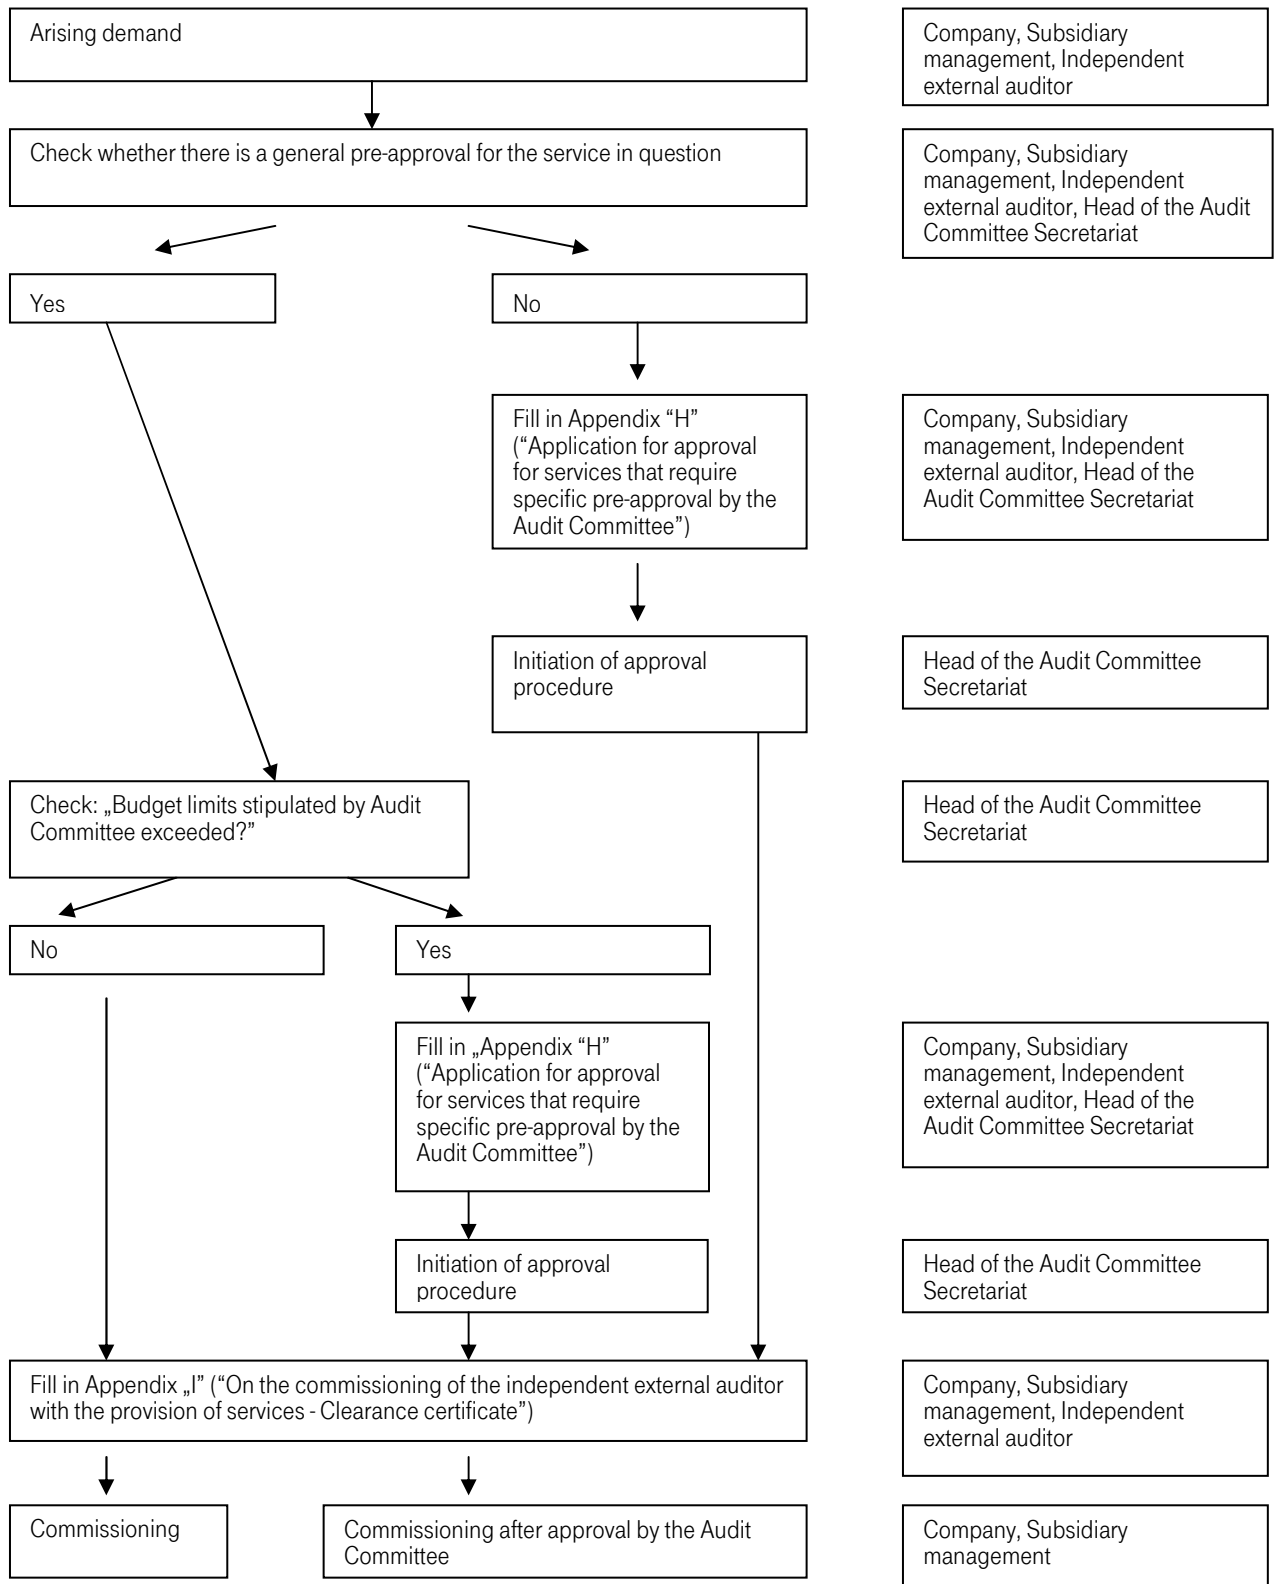 Arising demand
Company, Subsidiary
management, Independent
external auditor
Check whether there is a general pre-approval for the service in question
Company, Subsidiary
management, Independent
external auditor, Head of the Audit
Committee Secretariat
Yes
No
Fill in Appendix “H”
(“Application for approval
for services that require
specific pre-approval by the
Audit Committee”)
Company, Subsidiary
management, Independent
external auditor, Head of the
Audit Committee Secretariat
Initiation of approval
procedure
Head of the Audit Committee
Secretariat
Check: „Budget limits stipulated by Audit
Committee exceeded?”
Head of the Audit Committee
Secretariat
No
Yes
Fill in „Appendix “H”
(“Application for approval
for services that require
specific pre-approval by the
Audit Committee”)
Company, Subsidiary
management, Independent
external auditor, Head of the
Audit Committee Secretariat
Initiation of approval
procedure
Head of the Audit Committee
Secretariat
Fill in Appendix „I” (“On the commissioning of the independent external auditor
with the provision of services - Clearance certificate”)
Company, Subsidiary
management, Independent
external auditor
Commissioning
Commissioning after approval by the Audit
Committee
Company, Subsidiary
management